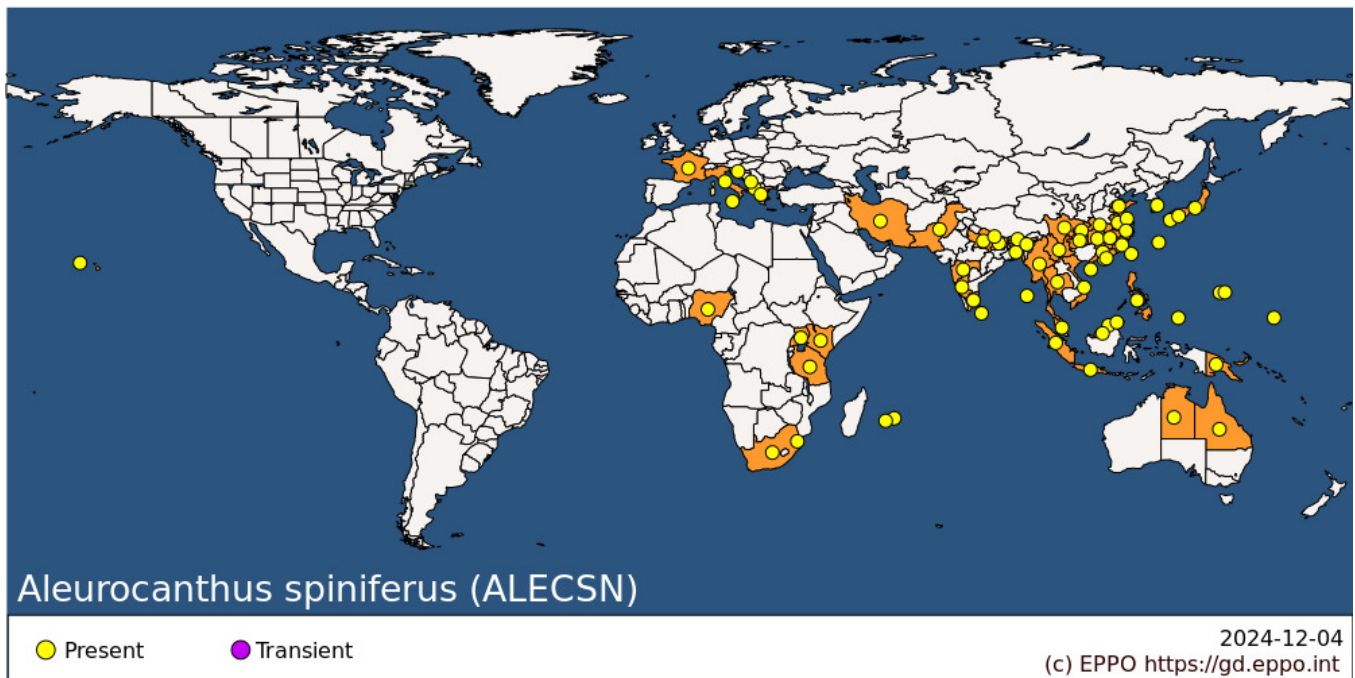 Aleurocanthus spiniferus (ALECSN)
Present
Transient
2024-12-04
(c) EPPO https://gd.eppo.int